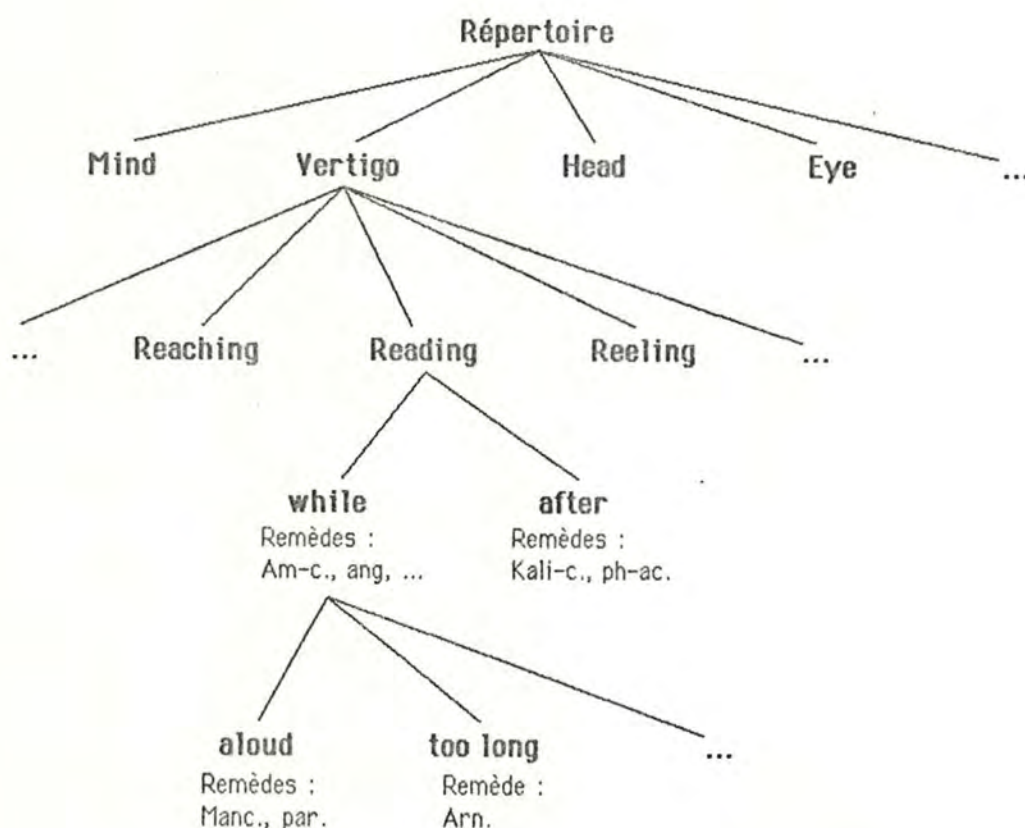 Répertoire
Mind Vertigo Head Eye ...
... Reaching Reading Reeling ...
while after
Remèdes : Remèdes :
Am-c., ang, ... Kali-c., ph-ac.
aloud too long ...
Remèdes : Remède :
Manc., par. Arn.